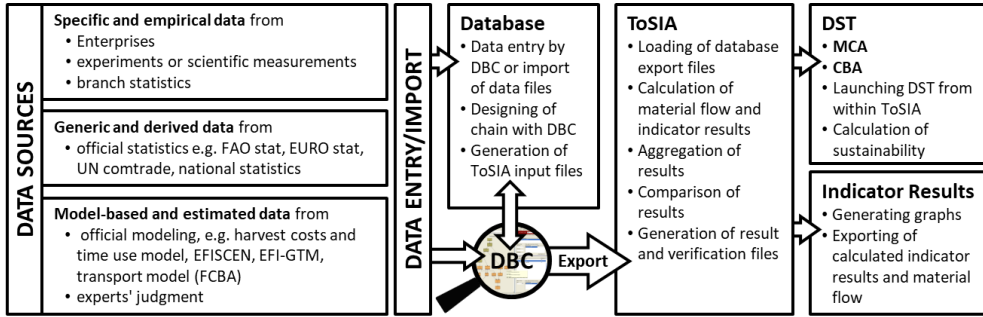 DATA SOURCES
Specific and empirical data from
• Enterprises
• experiments or scientific measurements
• branch statistics
Generic and derived data from
• official statistics e.g. FAO stat, EURO stat,
UN comtrade, national statistics
Model-based and estimated data from
• official modeling, e.g. harvest costs and
time use model, EFISCEN, EFI-GTM,
transport model (FCBA)
• experts' judgment
DATA ENTRY/IMPORT
Database
• Data entry by
DBC or import
of data files
• Designing of
chain with DBC
• Generation of
ToSIA input files
DBC
Export
ToSIA
• Loading of database
export files
• Calculation of
material flow and
indicator results
• Aggregation of
results
• Comparison of
results
• Generation of result
and verification files
DST
• MCA
• CBA
• Launching DST from
within ToSIA
• Calculation of
sustainability
Indicator Results
• Generating graphs
• Exporting of
calculated indicator
results and material
flow